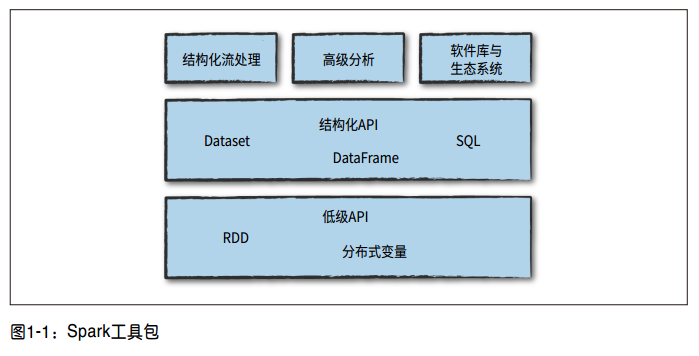 结构化流处理
高级分析
软件库与
生态系统
结构化API
Dataset
SQL
DataFrame
低级API
RDD
分布式变量
图1-1：Spark工具包